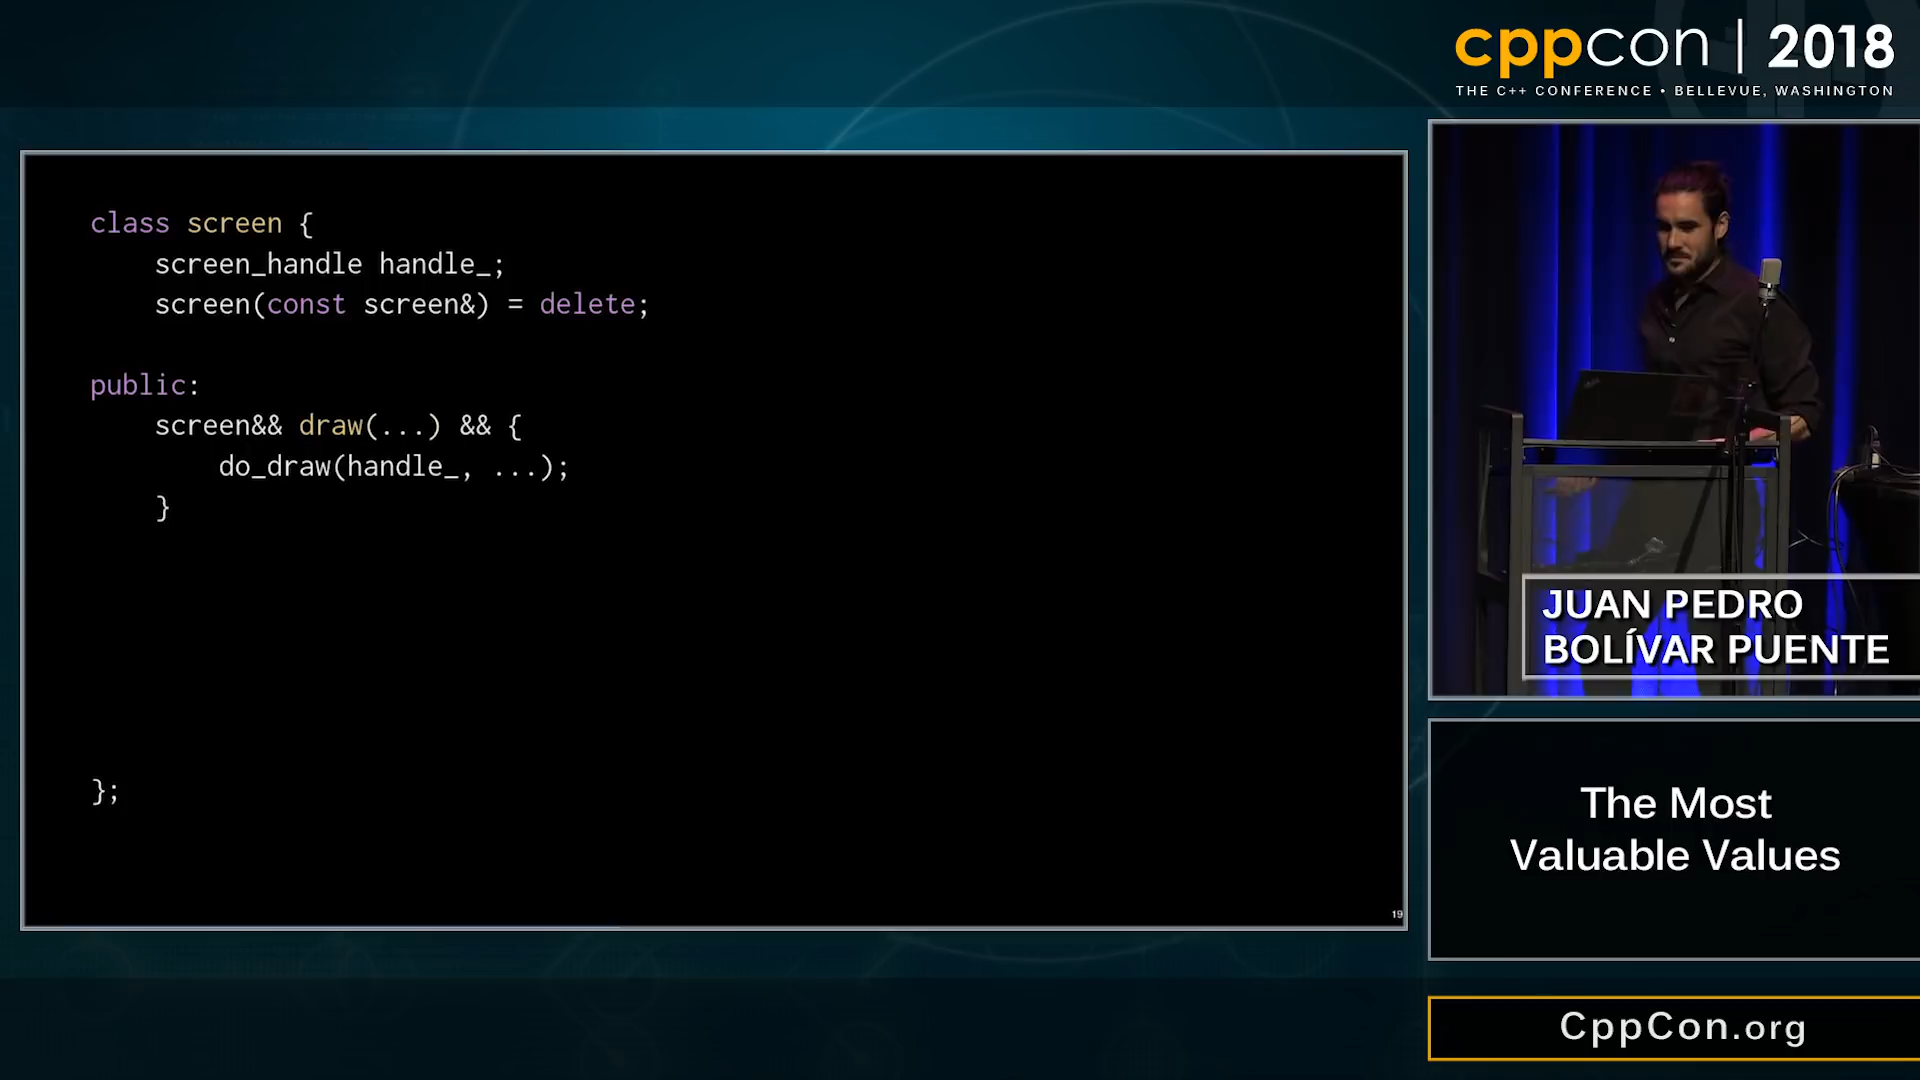 cppcon | 2018
THE C++ CONFERENCE • BELLEVUE, WASHINGTON
class screen {
    screen_handle handle_;
    screen(const screen&) = delete;
public:
    screen&& draw(...) && {
        do_draw(handle_, ...);
    }
};
19
JUAN PEDRO
BOLÍVAR PUENTE
The Most
Valuable Values
CppCon.org